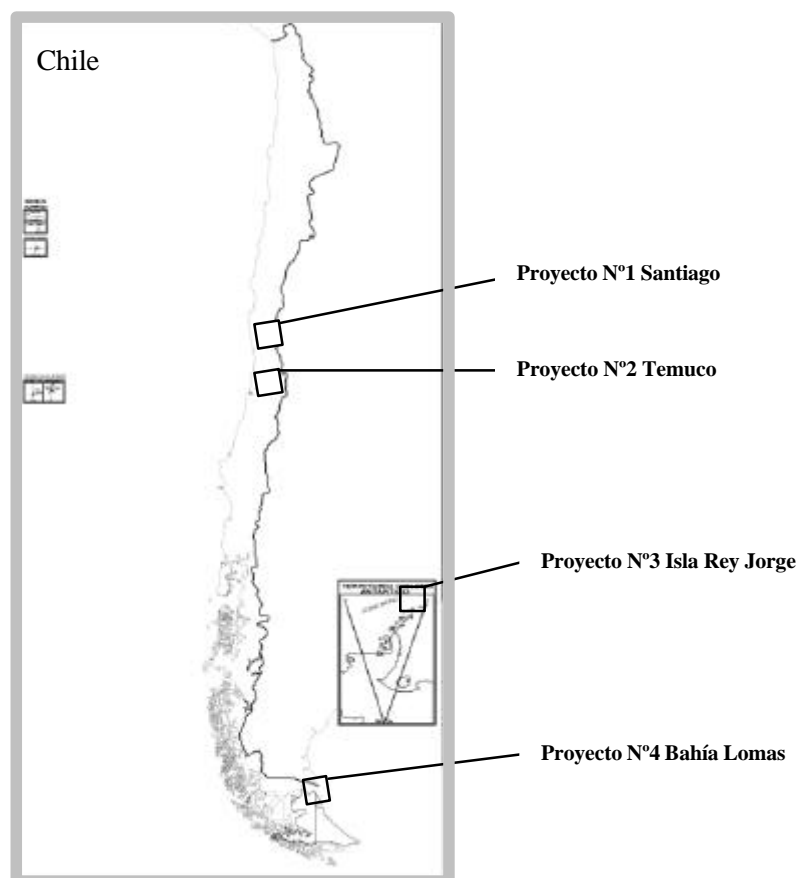 Chile
Proyecto Nº1 Santiago
Proyecto Nº2 Temuco
Proyecto Nº3 Isla Rey Jorge
Proyecto Nº4 Bahía Lomas